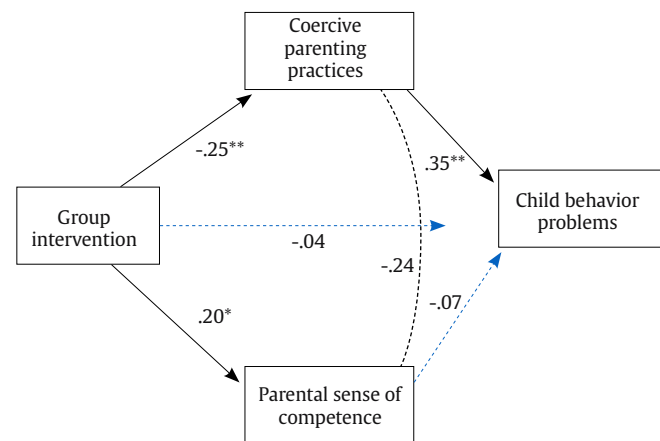 Coercive
parenting
practices
-.25**
.35**
Group
intervention
Child behavior
problems
-.04
-.24
-.07
.20*
Parental sense of
competence